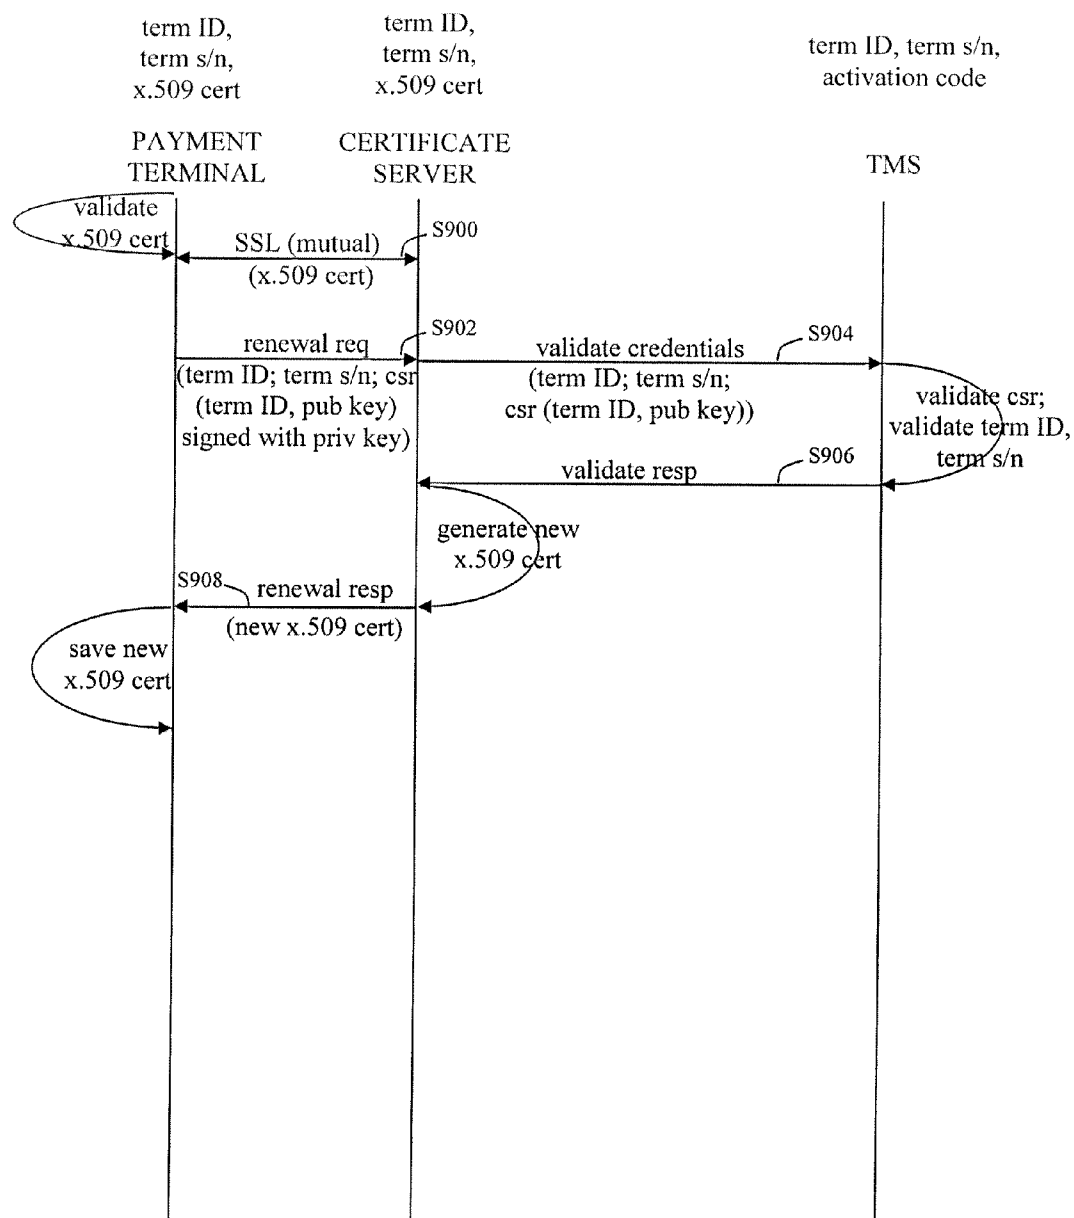 term ID,
term s/n,
x.509 cert
term ID,
term s/n,
x.509 cert
term ID, term s/n,
activation code
PAYMENT
TERMINAL
CERTIFICATE
SERVER
TMS
validate
x.509 cert
SSL (mutual)
S900
(x.509 cert)
renewal req
S902
(term ID; term s/n; csr
(term ID, pub key)
signed with priv key)
validate credentials
S904
(term ID; term s/n;
csr (term ID, pub key))
validate csr;
validate term ID,
term s/n
validate resp
S906
generate new
x.509 cert
S908
renewal resp
(new x.509 cert)
save new
x.509 cert